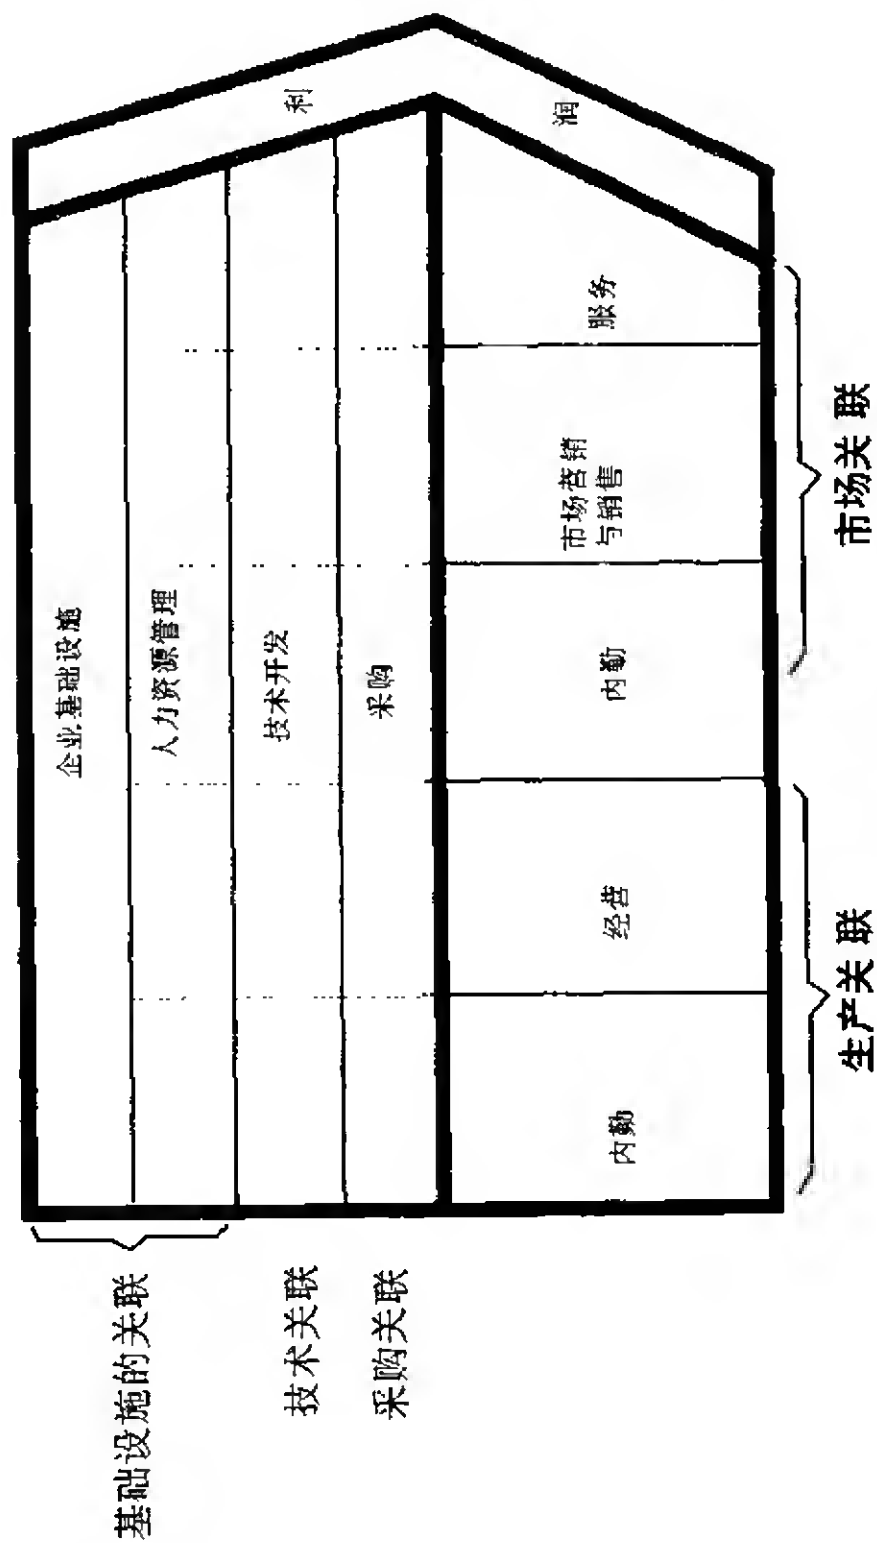 基础设施的关联
技术关联
采购关联
企业基础设施
人力资源管理
技术开发
采购
内勤
经营
内勤
市场营销
与销售
服务
利
润
生产关联
市场关联